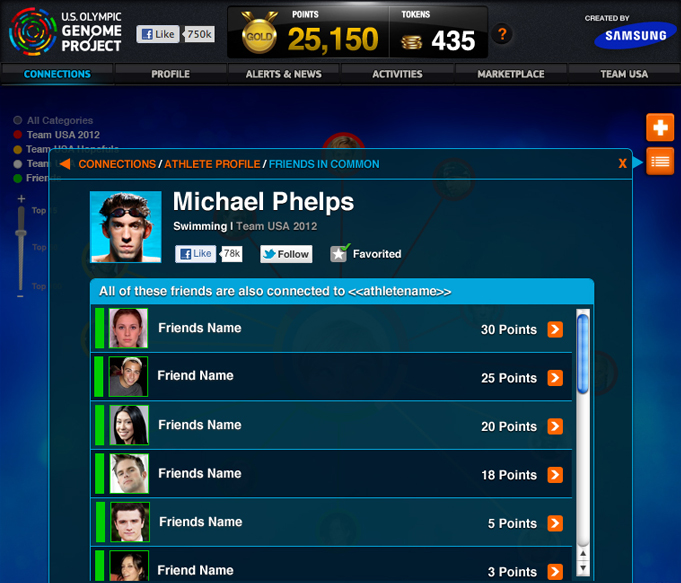 U.S. OLYMPIC
GENOME
PROJECT
Like 750k
GOLD
POINTS
25,150
TOKENS
435
?
CREATED BY
SAMSUNG
CONNECTIONS PROFILE ALERTS & NEWS ACTIVITIES MARKETPLACE TEAM USA
All Categories
Team USA 2012
Team USA Hopefuls
Team
Friends
+
Top
Top
Top
−
CONNECTIONS / ATHLETE PROFILE / FRIENDS IN COMMON X
Michael Phelps
Swimming | Team USA 2012
Like 78k Follow Favorited
All of these friends are also connected to <<athletename>>
Friends Name 30 Points
Friend Name 25 Points
Friends Name 20 Points
Friends Name 18 Points
Friends Name 5 Points
Friend Name 3 Points